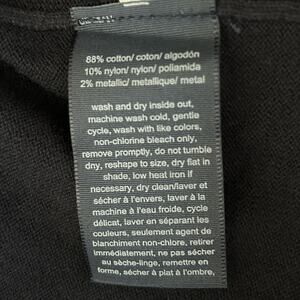 88% cotton/ coton/ algodón
10% nylon/ nylon/ poliamida
2% metallic/ metallique/ metal
wash and dry inside out,
machine wash cold, gentle
cycle, wash with like colors,
non-chlorine bleach only,
remove promptly, do not tumble
dry, reshape to size, dry flat in
shade, low heat iron if
necessary, dry clean/laver et
sécher à l'envers, laver à la
machine à l'eau froide, cycle
délicat, laver en séparant les
couleurs, seulement agent de
blanchiment non-chlore, retirer
immédiatement, ne pas sécher
au sèche-linge, remettre en
forme, sécher à plat à l'ombre,